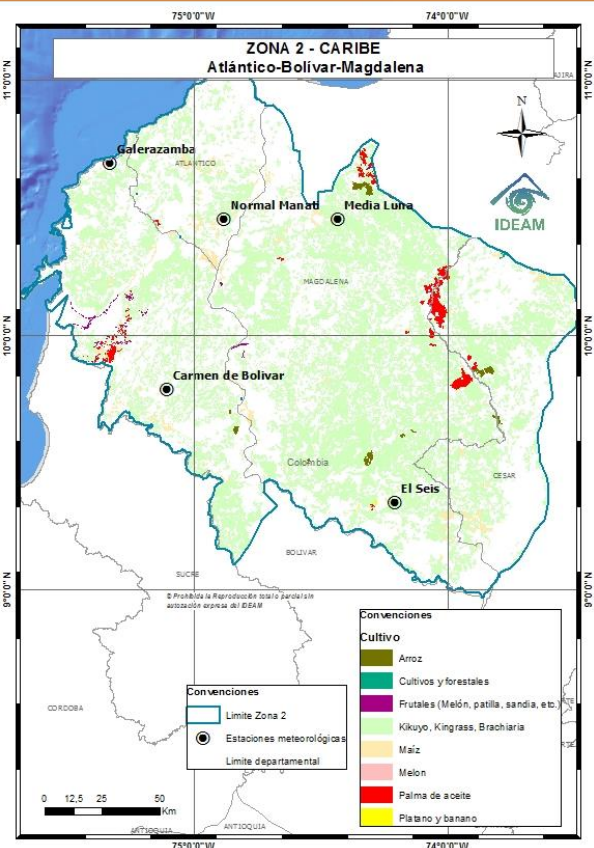 75°0'0"W
74°0'0"W
ZONA 2 - CARIBE
Atlántico-Bolívar-Magdalena
11°0'0"N
11°0'0"N
AJIRA
N
IDEAM
Galerazamba
ATLANTICO
Normal Manati
Media Luna
MAGDALENA
10°0'0"N
10°0'0"N
Carmen de Bolivar
Colombia
CESAR
El Seis
BOLIVAR
SUCRE
9°0'0"N
9°0'0"N
© Prohibida la Reproducción total o parcial sin
autozación expresa del IDEAM
CORDOBA
Convenciones
Limite Zona 2
Estaciones meteorológicas
Limite departamental
Convenciones
Cultivo
Arroz
Cultivos y forestales
Frutales (Melón, patilla, sandia, etc.)
Kikuyo, Kingrass, Brachiaria
Maíz
Melon
Palma de aceite
Platano y banano
0 12,5 25 50
Km
ANTIOQUIA
ANTIOQUIA
75°0'0"W
74°0'0"W